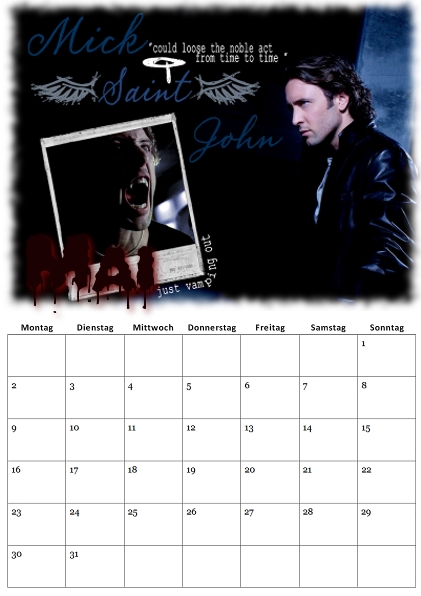 Mick
"could loose the noble act
from time to time "
Saint
John
MAI
just vamping out
Montag Dienstag Mittwoch Donnerstag Freitag Samstag Sonntag
1
2 3 4 5 6 7 8
9 10 11 12 13 14 15
16 17 18 19 20 21 22
23 24 25 26 27 28 29
30 31